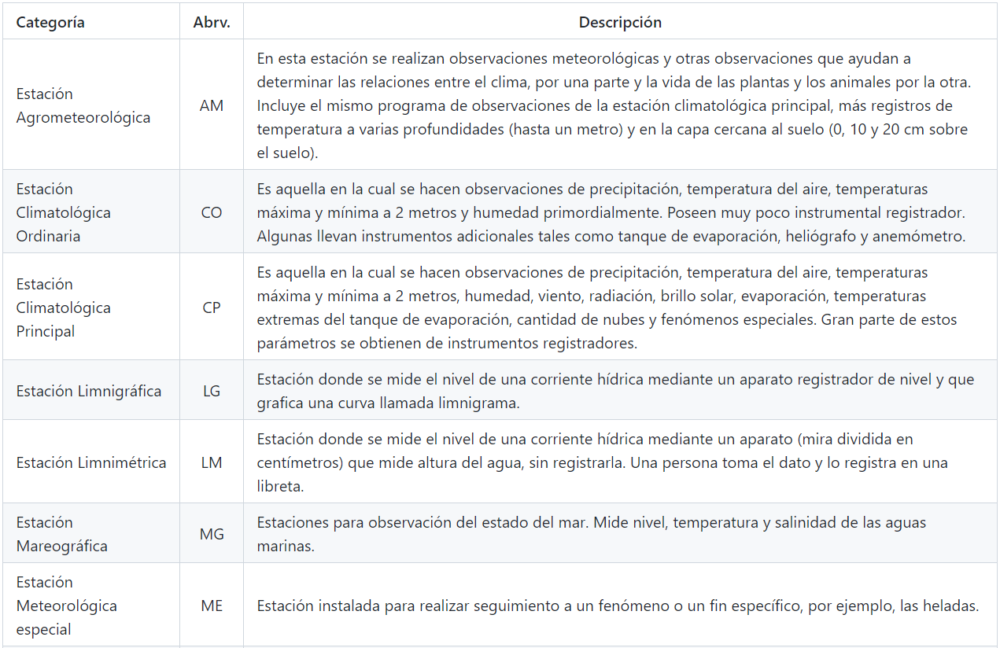 Categoría Abrv. Descripción
Estación
Agrometeorológica
AM
En esta estación se realizan observaciones meteorológicas y otras observaciones que ayudan a
determinar las relaciones entre el clima, por una parte y la vida de las plantas y los animales por la otra.
Incluye el mismo programa de observaciones de la estación climatológica principal, más registros de
temperatura a varias profundidades (hasta un metro) y en la capa cercana al suelo (0, 10 y 20 cm sobre
el suelo).
Estación
Climatológica
Ordinaria
CO
Es aquella en la cual se hacen observaciones de precipitación, temperatura del aire, temperaturas
máxima y mínima a 2 metros y humedad primordialmente. Poseen muy poco instrumental registrador.
Algunas llevan instrumentos adicionales tales como tanque de evaporación, heliógrafo y anemómetro.
Estación
Climatológica
Principal
CP
Es aquella en la cual se hacen observaciones de precipitación, temperatura del aire, temperaturas
máxima y mínima a 2 metros, humedad, viento, radiación, brillo solar, evaporación, temperaturas
extremas del tanque de evaporación, cantidad de nubes y fenómenos especiales. Gran parte de estos
parámetros se obtienen de instrumentos registradores.
Estación Limnigráfica
LG
Estación donde se mide el nivel de una corriente hídrica mediante un aparato registrador de nivel y que
grafica una curva llamada limnigrama.
Estación Limnimétrica
LM
Estación donde se mide el nivel de una corriente hídrica mediante un aparato (mira dividida en
centímetros) que mide altura del agua, sin registrarla. Una persona toma el dato y lo registra en una
libreta.
Estación
Mareográfica
MG
Estaciones para observación del estado del mar. Mide nivel, temperatura y salinidad de las aguas
marinas.
Estación
Meteorológica
especial
ME
Estación instalada para realizar seguimiento a un fenómeno o un fin específico, por ejemplo, las heladas.